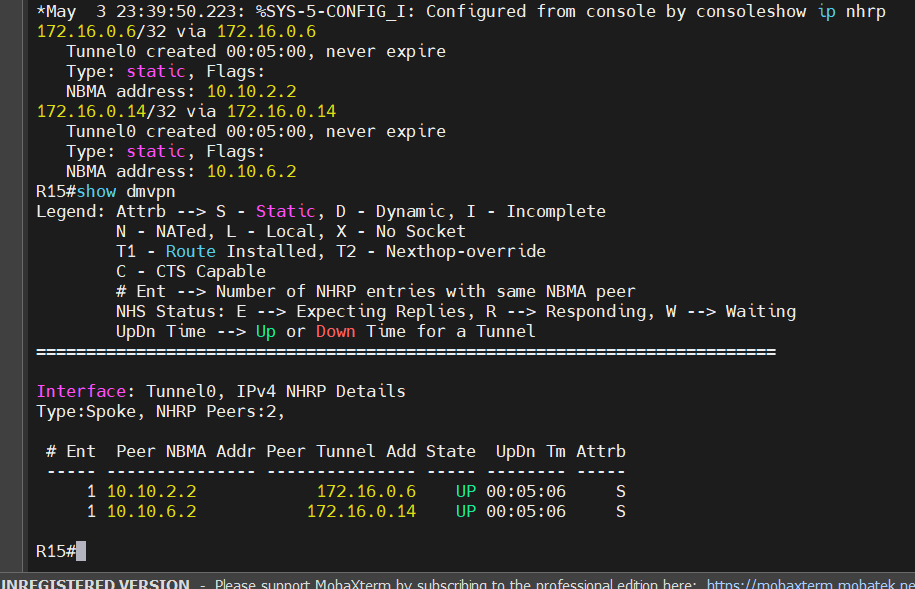 *May  3 23:39:50.223: %SYS-5-CONFIG_I: Configured from console by consoleshow ip nhrp
172.16.0.6/32 via 172.16.0.6
   Tunnel0 created 00:05:00, never expire
   Type: static, Flags:
   NBMA address: 10.10.2.2
172.16.0.14/32 via 172.16.0.14
   Tunnel0 created 00:05:00, never expire
   Type: static, Flags:
   NBMA address: 10.10.6.2
R15#show dmvpn
Legend: Attrb --> S - Static, D - Dynamic, I - Incomplete
        N - NATed, L - Local, X - No Socket
        T1 - Route Installed, T2 - Nexthop-override
        C - CTS Capable
        # Ent --> Number of NHRP entries with same NBMA peer
        NHS Status: E --> Expecting Replies, R --> Responding, W --> Waiting
        UpDn Time --> Up or Down Time for a Tunnel
==========================================================================
Interface: Tunnel0, IPv4 NHRP Details
Type:Spoke, NHRP Peers:2,
 # Ent  Peer NBMA Addr Peer Tunnel Add State  UpDn Tm Attrb
 ----- --------------- --------------- ----- -------- -----
     1 10.10.2.2            172.16.0.6    UP 00:05:06     S
     1 10.10.6.2           172.16.0.14    UP 00:05:06     S
R15#
UNREGISTERED VERSION  -  Please support MobaXterm by subscribing to the professional edition here:  https://mobaxterm.mobatek.ne